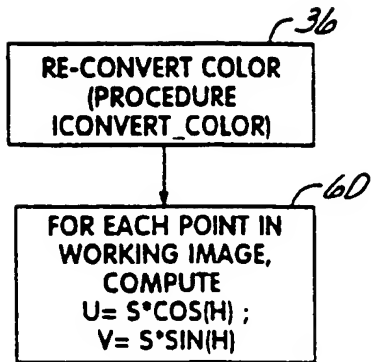 36
RE-CONVERT COLOR
(PROCEDURE
ICONVERT_COLOR)
60
FOR EACH POINT IN
WORKING IMAGE,
COMPUTE
U= S*COS(H) ;
V= S*SIN(H)